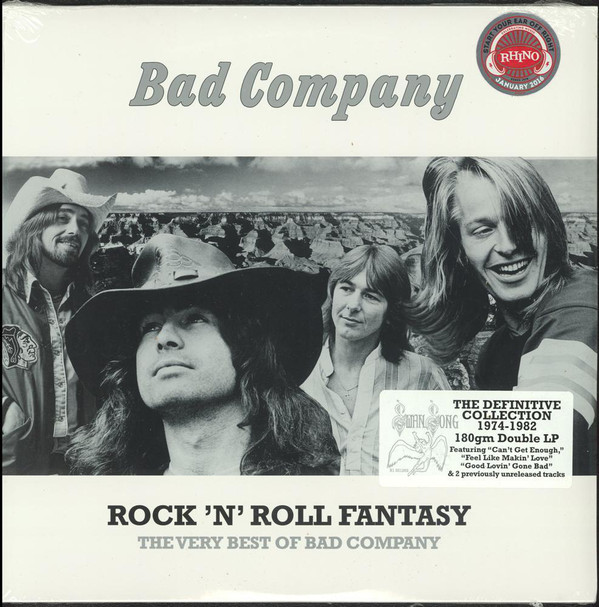 START YOUR EAR OFF RIGHT
RHINO
JANUARY 2016
Bad Company
SWAN SONG
THE DEFINITIVE
COLLECTION
1974-1982
180gm Double LP
Featuring “Can’t Get Enough,”
“Feel Like Makin’ Love”
“Good Lovin’ Gone Bad”
& 2 previously unreleased tracks
ROCK ’N’ ROLL FANTASY
THE VERY BEST OF BAD COMPANY